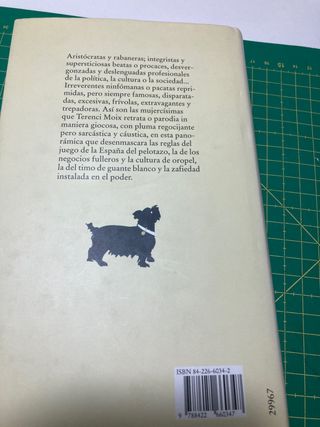 Aristócratas y rabaneras; integristas y
supersticiosas beatas o procaces, desver-
gonzadas y deslenguadas profesionales
de la política, la cultura o la sociedad...
Irreverentes ninfómanas o pacatas repri-
midas, pero siempre famosas, disparata-
das, excesivas, frívolas, extravagantes y
trepadoras. Así son las mujercísimas
que Terenci Moix retrata o parodia in
maniera giocosa, con pluma regocijante
pero sarcástica y cáustica, en esta pano-
rámica que desenmascara las reglas del
juego de la España del pelotazo, la de los
negocios fulleros y la cultura de oropel,
la del timo de guante blanco y la zafiedad
instalada en el poder.
ISBN 84-226-6034-2
9 788422 660347
29967